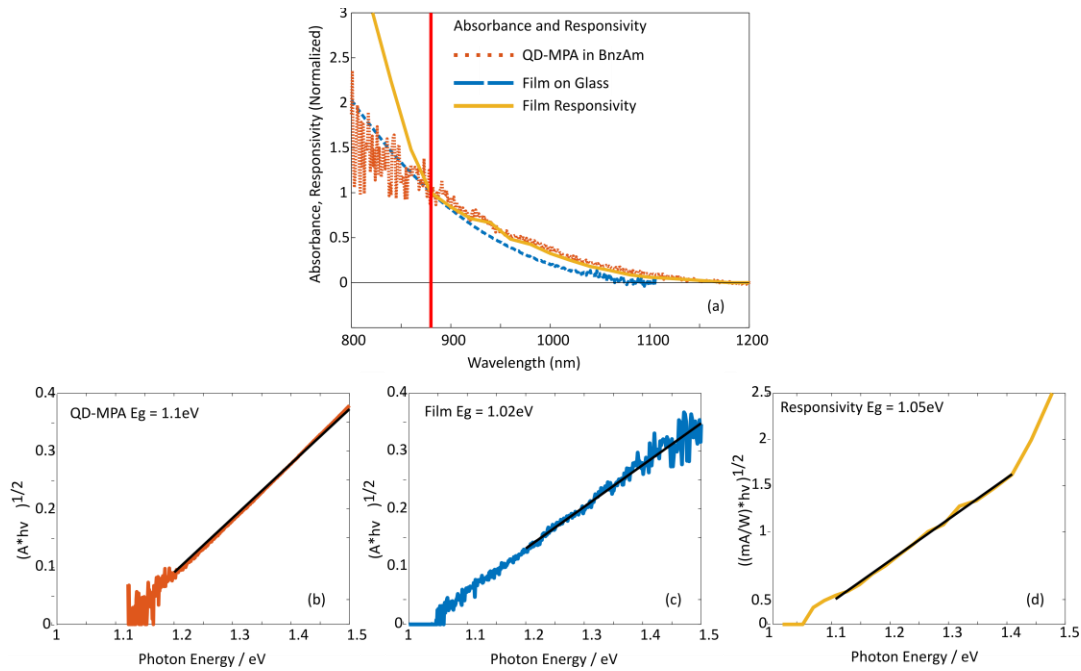 Absorbance, Responsivity (Normalized)
3
2.5
2
1.5
1
0.5
0
-0.5
Absorbance and Responsivity
QD-MPA in BnzAm
Film on Glass
Film Responsivity
(a)
800 900 1000 1100 1200
Wavelength (nm)
(A*hv )1/2
0.4
0.3
0.2
0.1
0
QD-MPA Eg = 1.1eV
(b)
1 1.1 1.2 1.3 1.4 1.5
Photon Energy / eV
(A*hv )1/2
0.4
0.3
0.2
0.1
0
Film Eg = 1.02eV
(c)
1 1.1 1.2 1.3 1.4 1.5
Photon Energy / eV
((mA/W)*hv )1/2
2.5
2
1.5
1
0.5
0
Responsivity Eg = 1.05eV
(d)
1 1.1 1.2 1.3 1.4 1.5
Photon Energy / eV